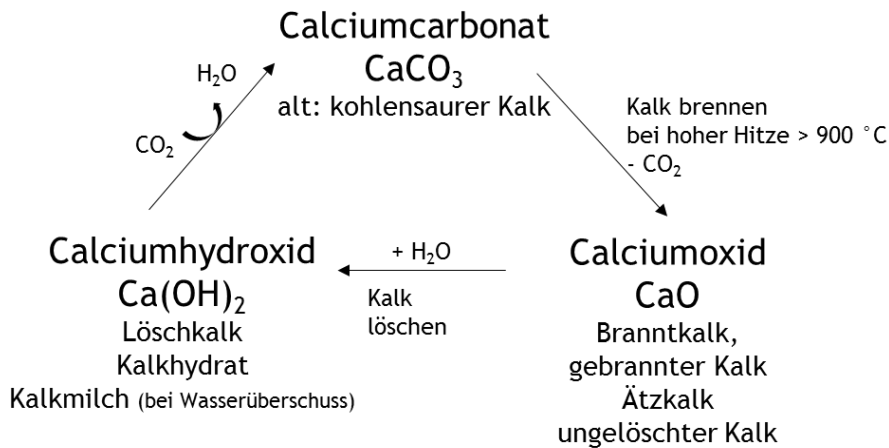 Calciumcarbonat
CaCO₃
alt: kohlensaurer Kalk
H₂O
CO₂
Kalk brennen
bei hoher Hitze > 900 °C
- CO₂
Calciumhydroxid
Ca(OH)₂
Löschkalk
Kalkhydrat
Kalkmilch (bei Wasserüberschuss)
+ H₂O
Kalk
löschen
Calciumoxid
CaO
Branntkalk,
gebrannter Kalk
Ätzkalk
ungelöschter Kalk